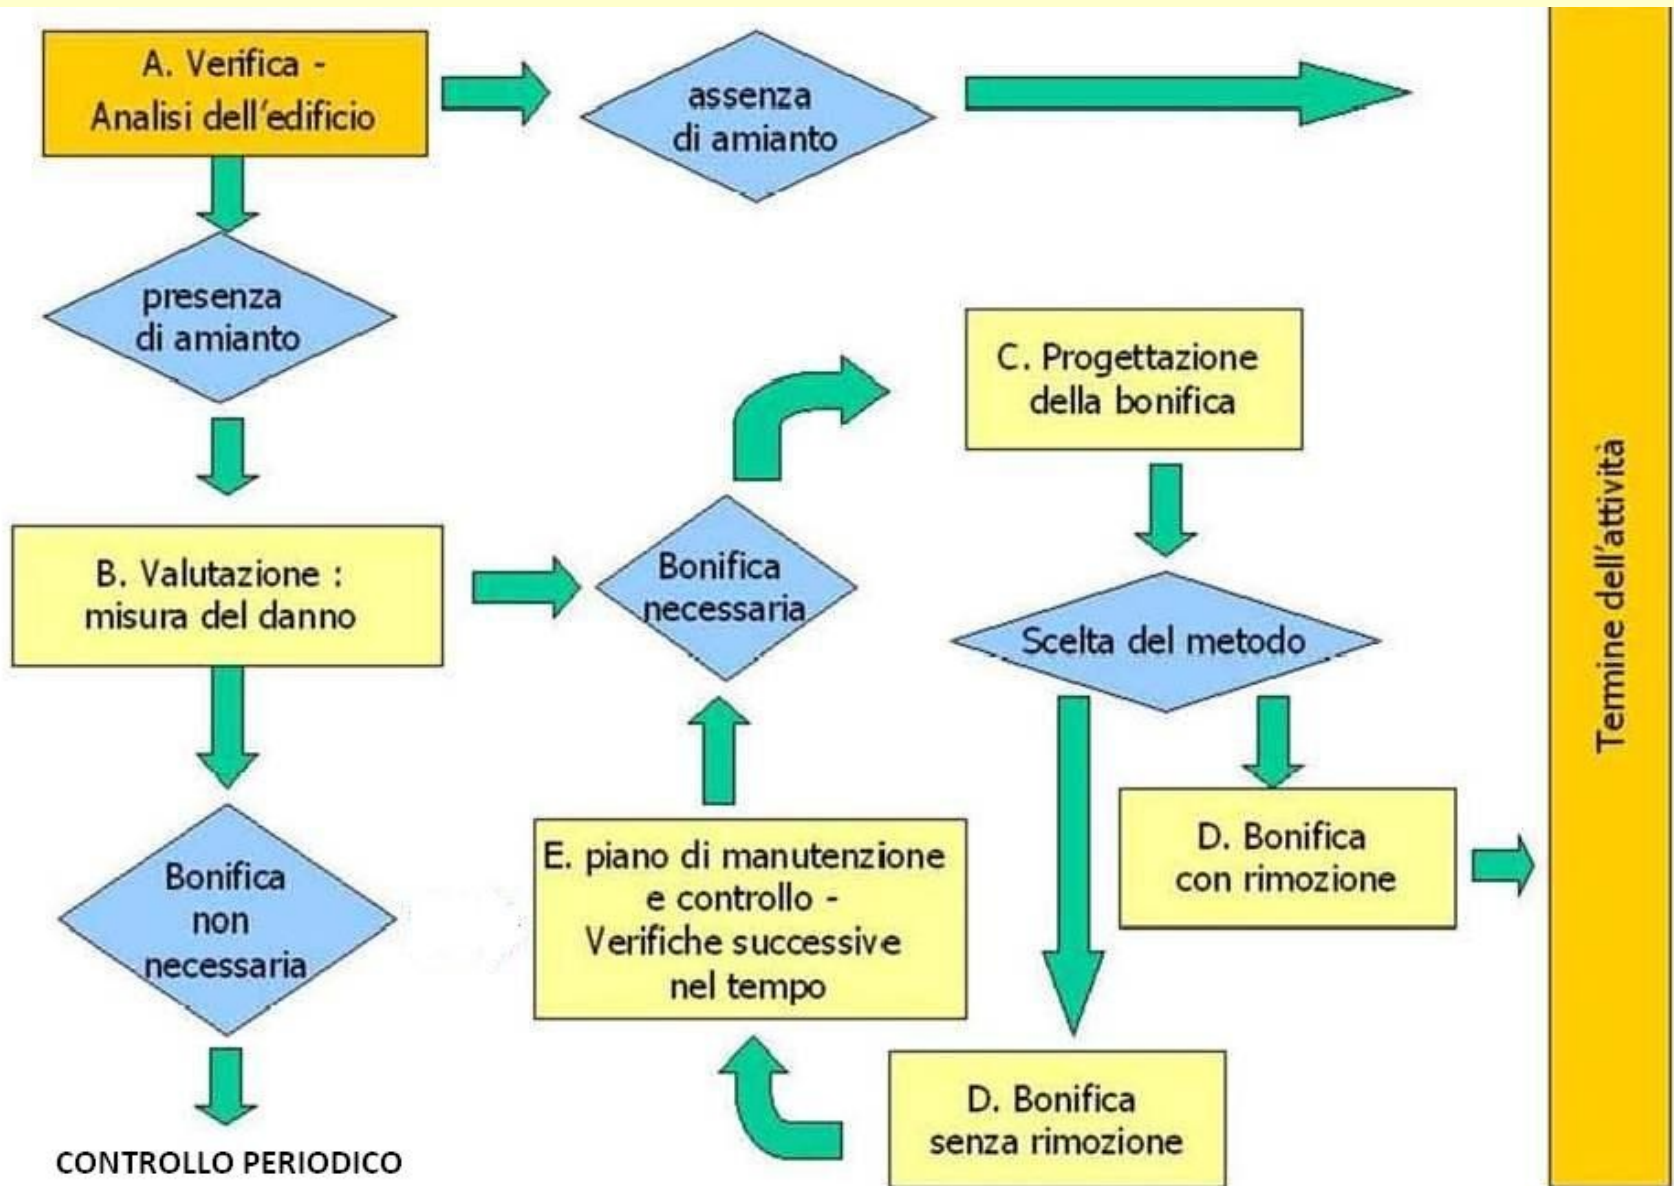 A. Verifica -
Analisi dell'edificio
assenza
di amianto
presenza
di amianto
C. Progettazione
della bonifica
B. Valutazione :
misura del danno
Bonifica
necessaria
Scelta del metodo
Termine dell'attività
Bonifica
non
necessaria
E. piano di manutenzione
e controllo -
Verifiche successive
nel tempo
D. Bonifica
con rimozione
D. Bonifica
senza rimozione
CONTROLLO PERIODICO